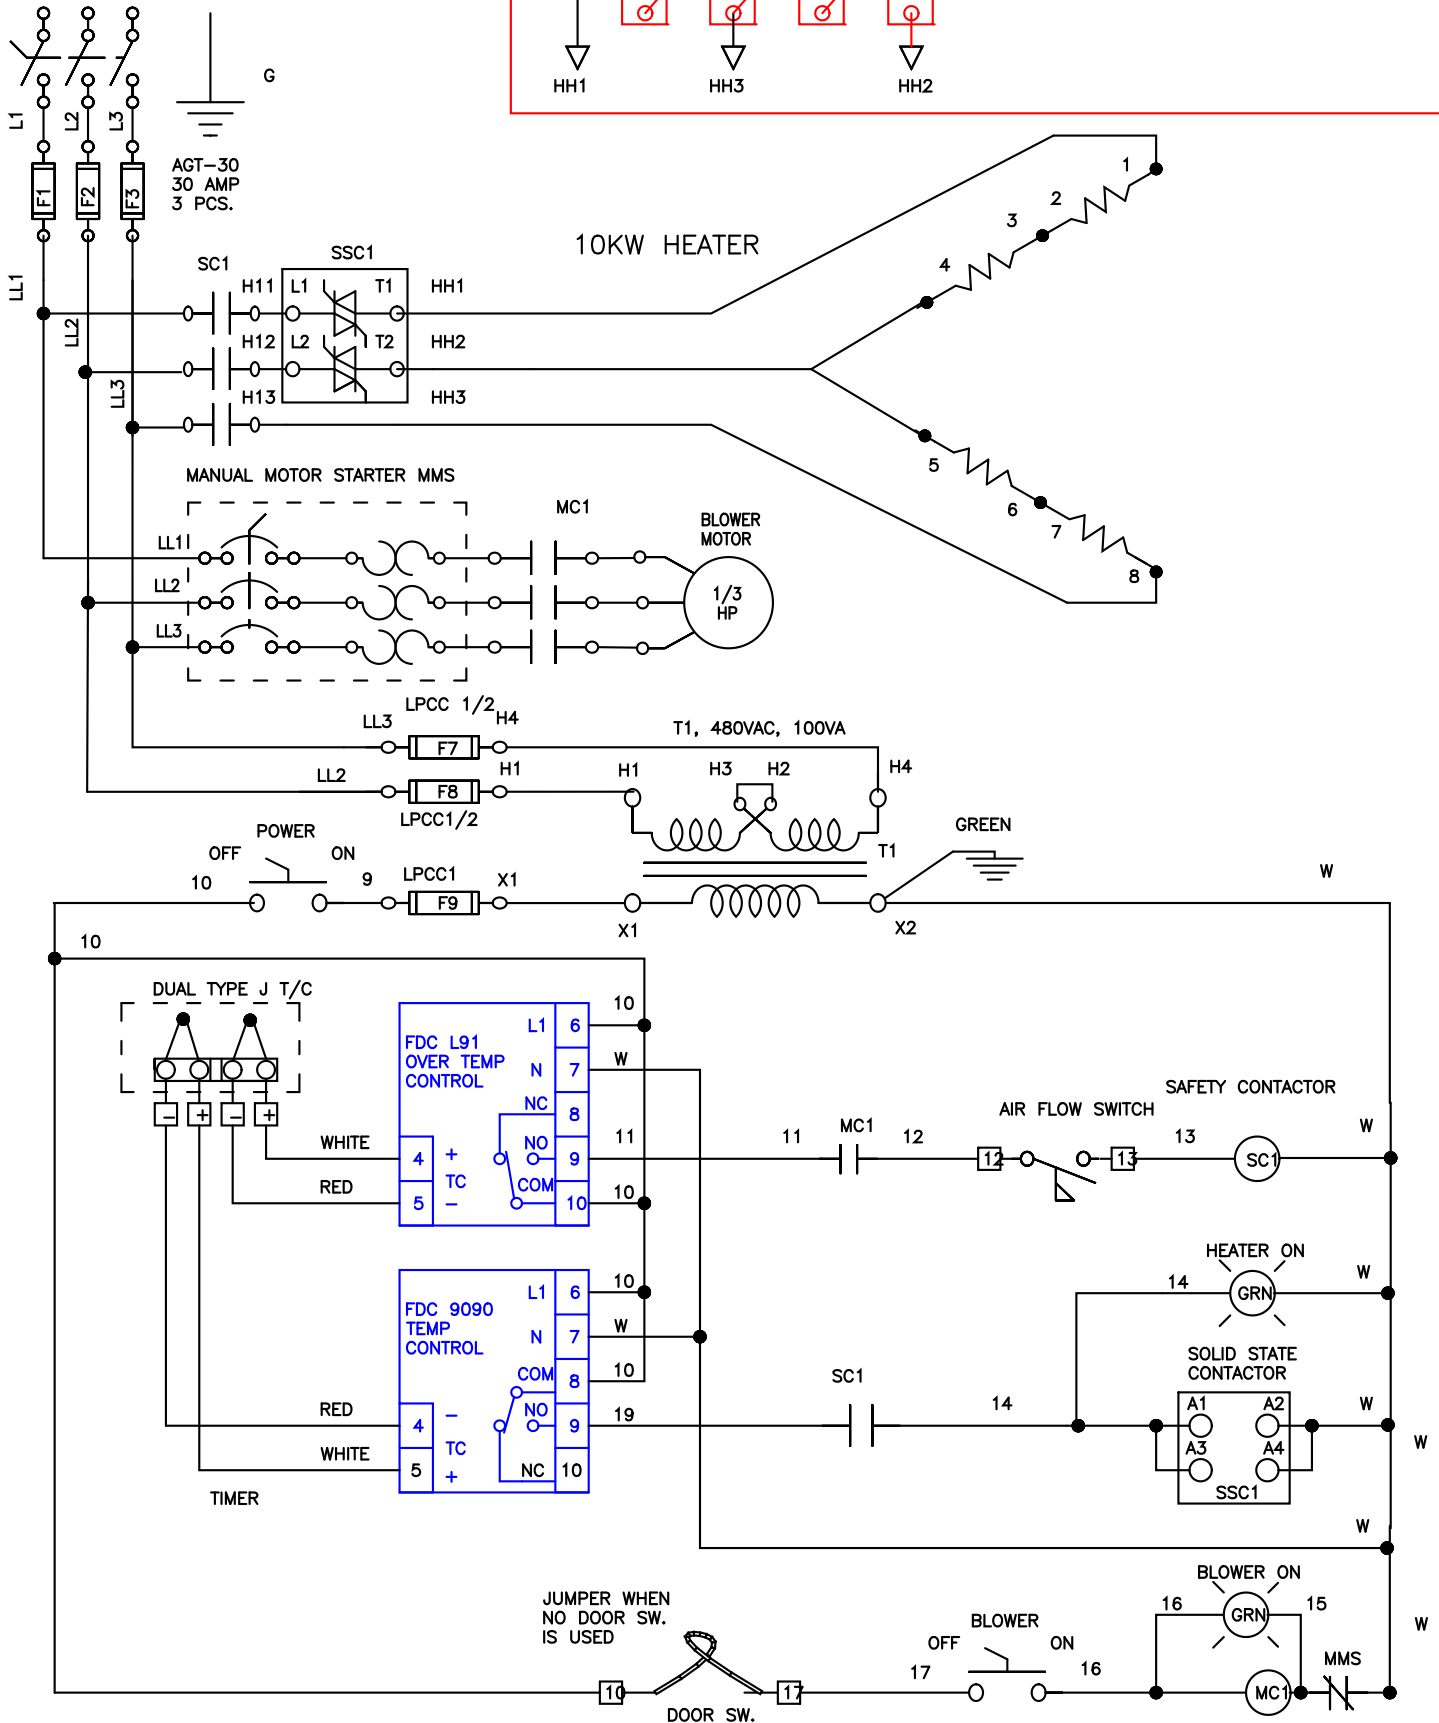 HH1 HH3 HH2
G
L1 L2 L3
F1 F2 F3
AGT-30
30 AMP
3 PCS.
1
2
3
4
10KW HEATER
SC1 SSC1
LL1 H11 L1 T1 HH1
LL2 H12 L2 T2 HH2
LL3 H13 HH3
5
6
7
8
MANUAL MOTOR STARTER MMS
MC1
BLOWER
MOTOR
1/3
HP
LL1
LL2
LL3
LPCC 1/2
LL3 F7 H4
T1, 480VAC, 100VA
LL2 F8 H1
LPCC1/2
H1 H3 H2 H4
T1
POWER
OFF ON
10 9
LPCC1
F9 X1
X1 X2
GREEN
W
10
DUAL TYPE J T/C
- + - +
FDC L91
OVER TEMP
CONTROL
L1 6 10
N 7 W
NC 8
NO 9 11
COM 10 10
WHITE 4 +
TC
RED 5 -
11 MC1 12
AIR FLOW SWITCH
12 13
SAFETY CONTACTOR
13 SC1 W
FDC 9090
TEMP
CONTROL
L1 6 10
N 7 W
COM 8 10
NO 9 19
NC 10
RED 4 -
TC
WHITE 5 +
TIMER
HEATER ON
14 GRN W
SC1 14
SOLID STATE
CONTACTOR
A1 A2 W
A3 A4
SSC1
W
W
JUMPER WHEN
NO DOOR SW.
IS USED
10 17
DOOR SW.
BLOWER
OFF ON
17 16
BLOWER ON
16 GRN 15
MC1 MMS
W